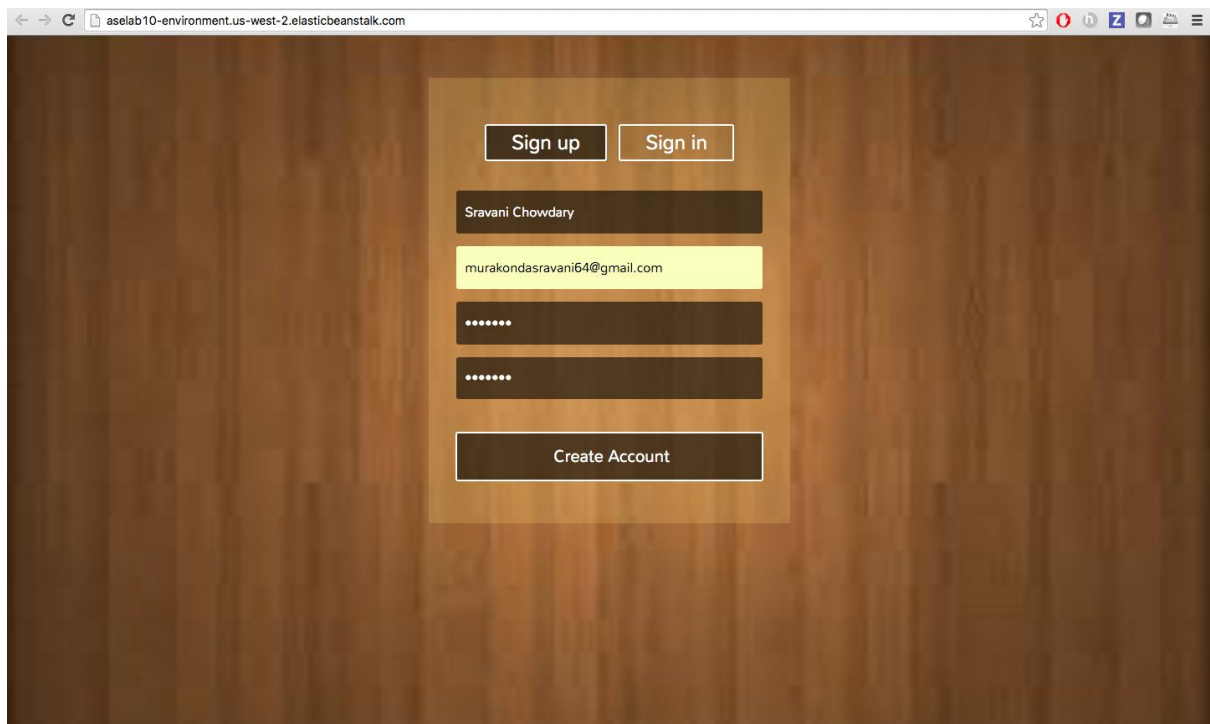 aselab10-environment.us-west-2.elasticbeanstalk.com
Sign up Sign in
Sravani Chowdary
murakondasravani64@gmail.com
•••••••
•••••••
Create Account